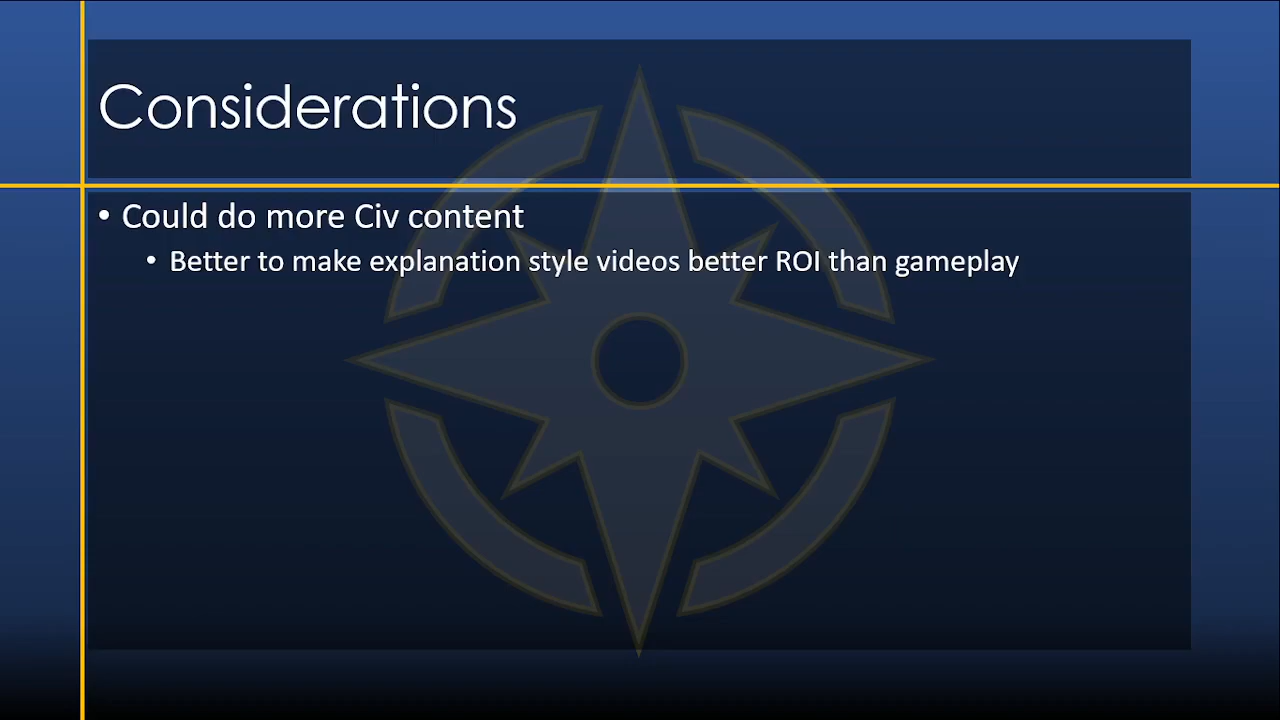 Considerations
• Could do more Civ content
• Better to make explanation style videos better ROI than gameplay